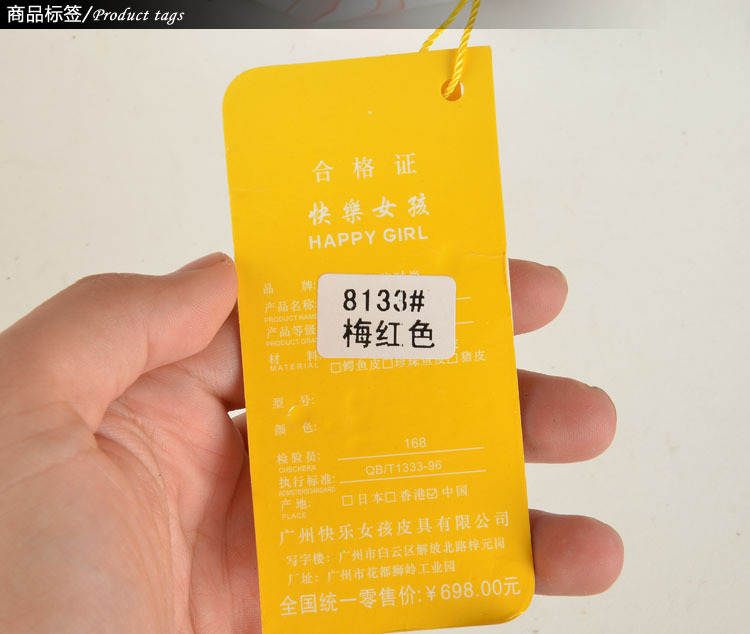 商品标签/Product tags
合格证
快樂女孩
HAPPY GIRL
品 牌:
产品名称:
PRODUCT NAME
8133#
产品等级
PRODUCT GRA
梅红色
材 料
MATERIAL
□鳄鱼皮□珍珠鱼皮□猪皮
型 号:
颜 色:
检验员: 168
CHECKERA
执行标准: QB/T1333-96
ADMSTERSTANDARD
产 地: □日本□香港☑中国
PLACE
广州快乐女孩皮具有限公司
写字楼：广州市白云区解放北路梓元岗
厂址：广州市花都狮岭工业园
全国统一零售价:￥698.00元